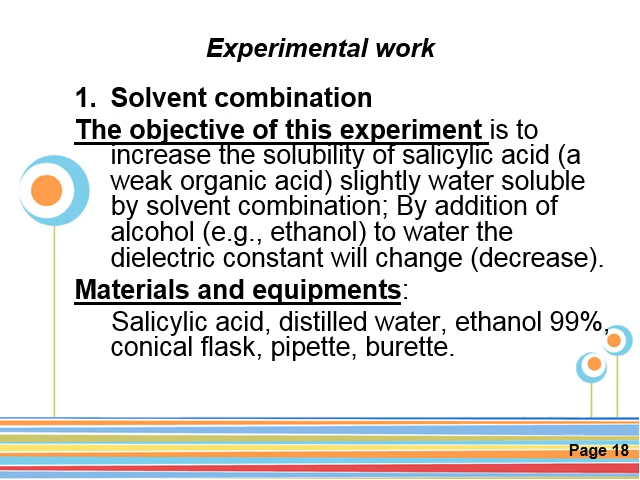 Experimental work
1. Solvent combination
The objective of this experiment is to
increase the solubility of salicylic acid (a
weak organic acid) slightly water soluble
by solvent combination; By addition of
alcohol (e.g., ethanol) to water the
dielectric constant will change (decrease).
Materials and equipments:
Salicylic acid, distilled water, ethanol 99%,
conical flask, pipette, burette.
Page 18